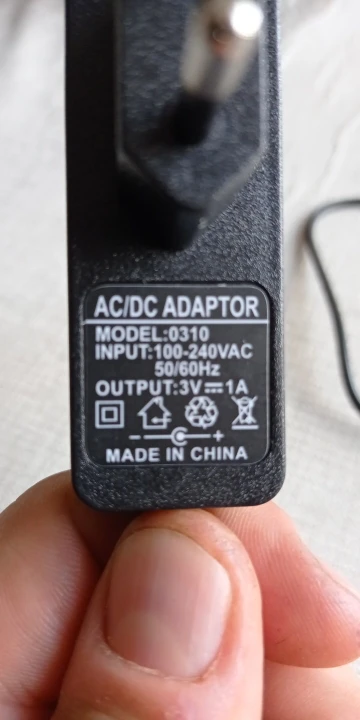 AC/DC ADAPTOR
MODEL:0310
INPUT:100-240VAC
50/60Hz
OUTPUT:3V⎓1A
- +
MADE IN CHINA